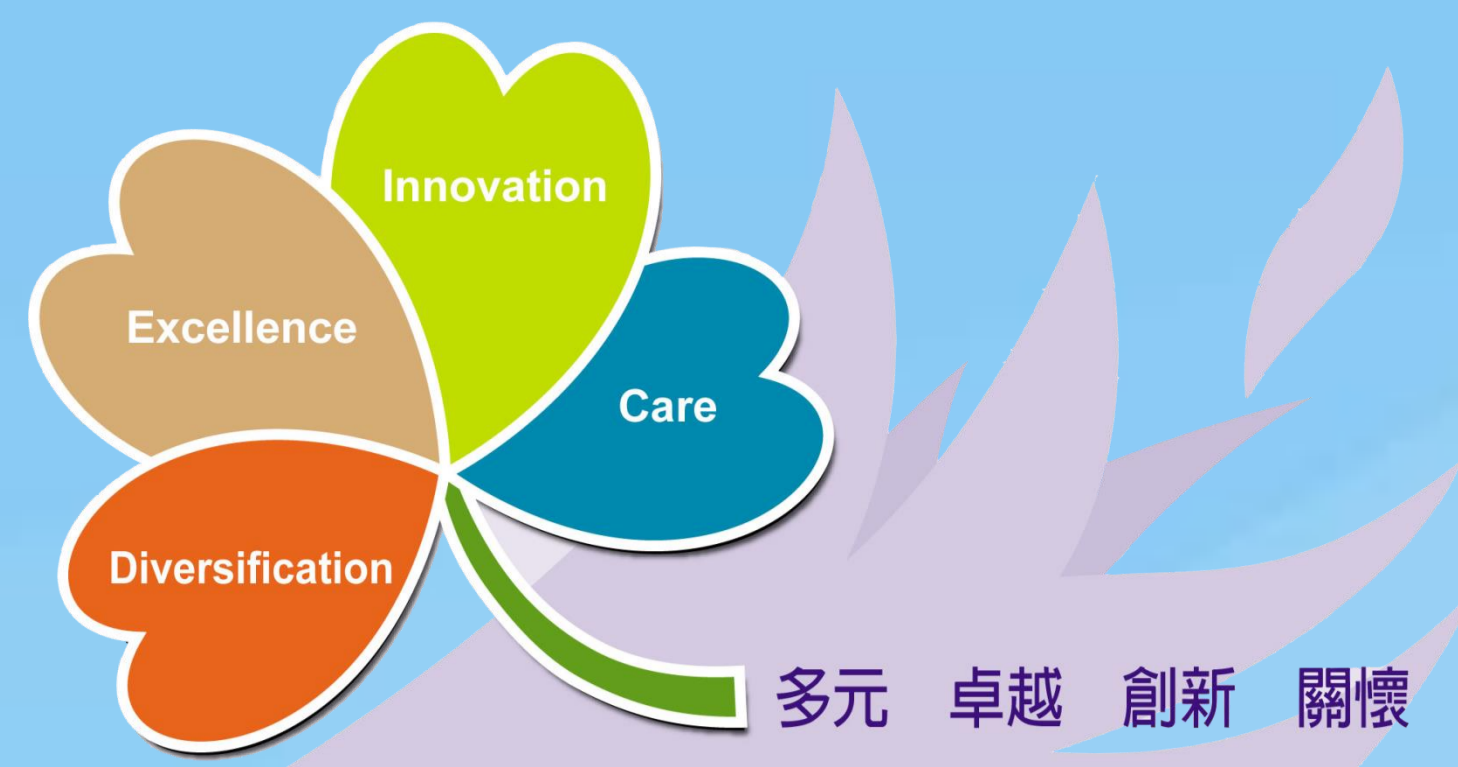 Innovation
Excellence
Care
Diversification
多元 卓越 創新 關懷